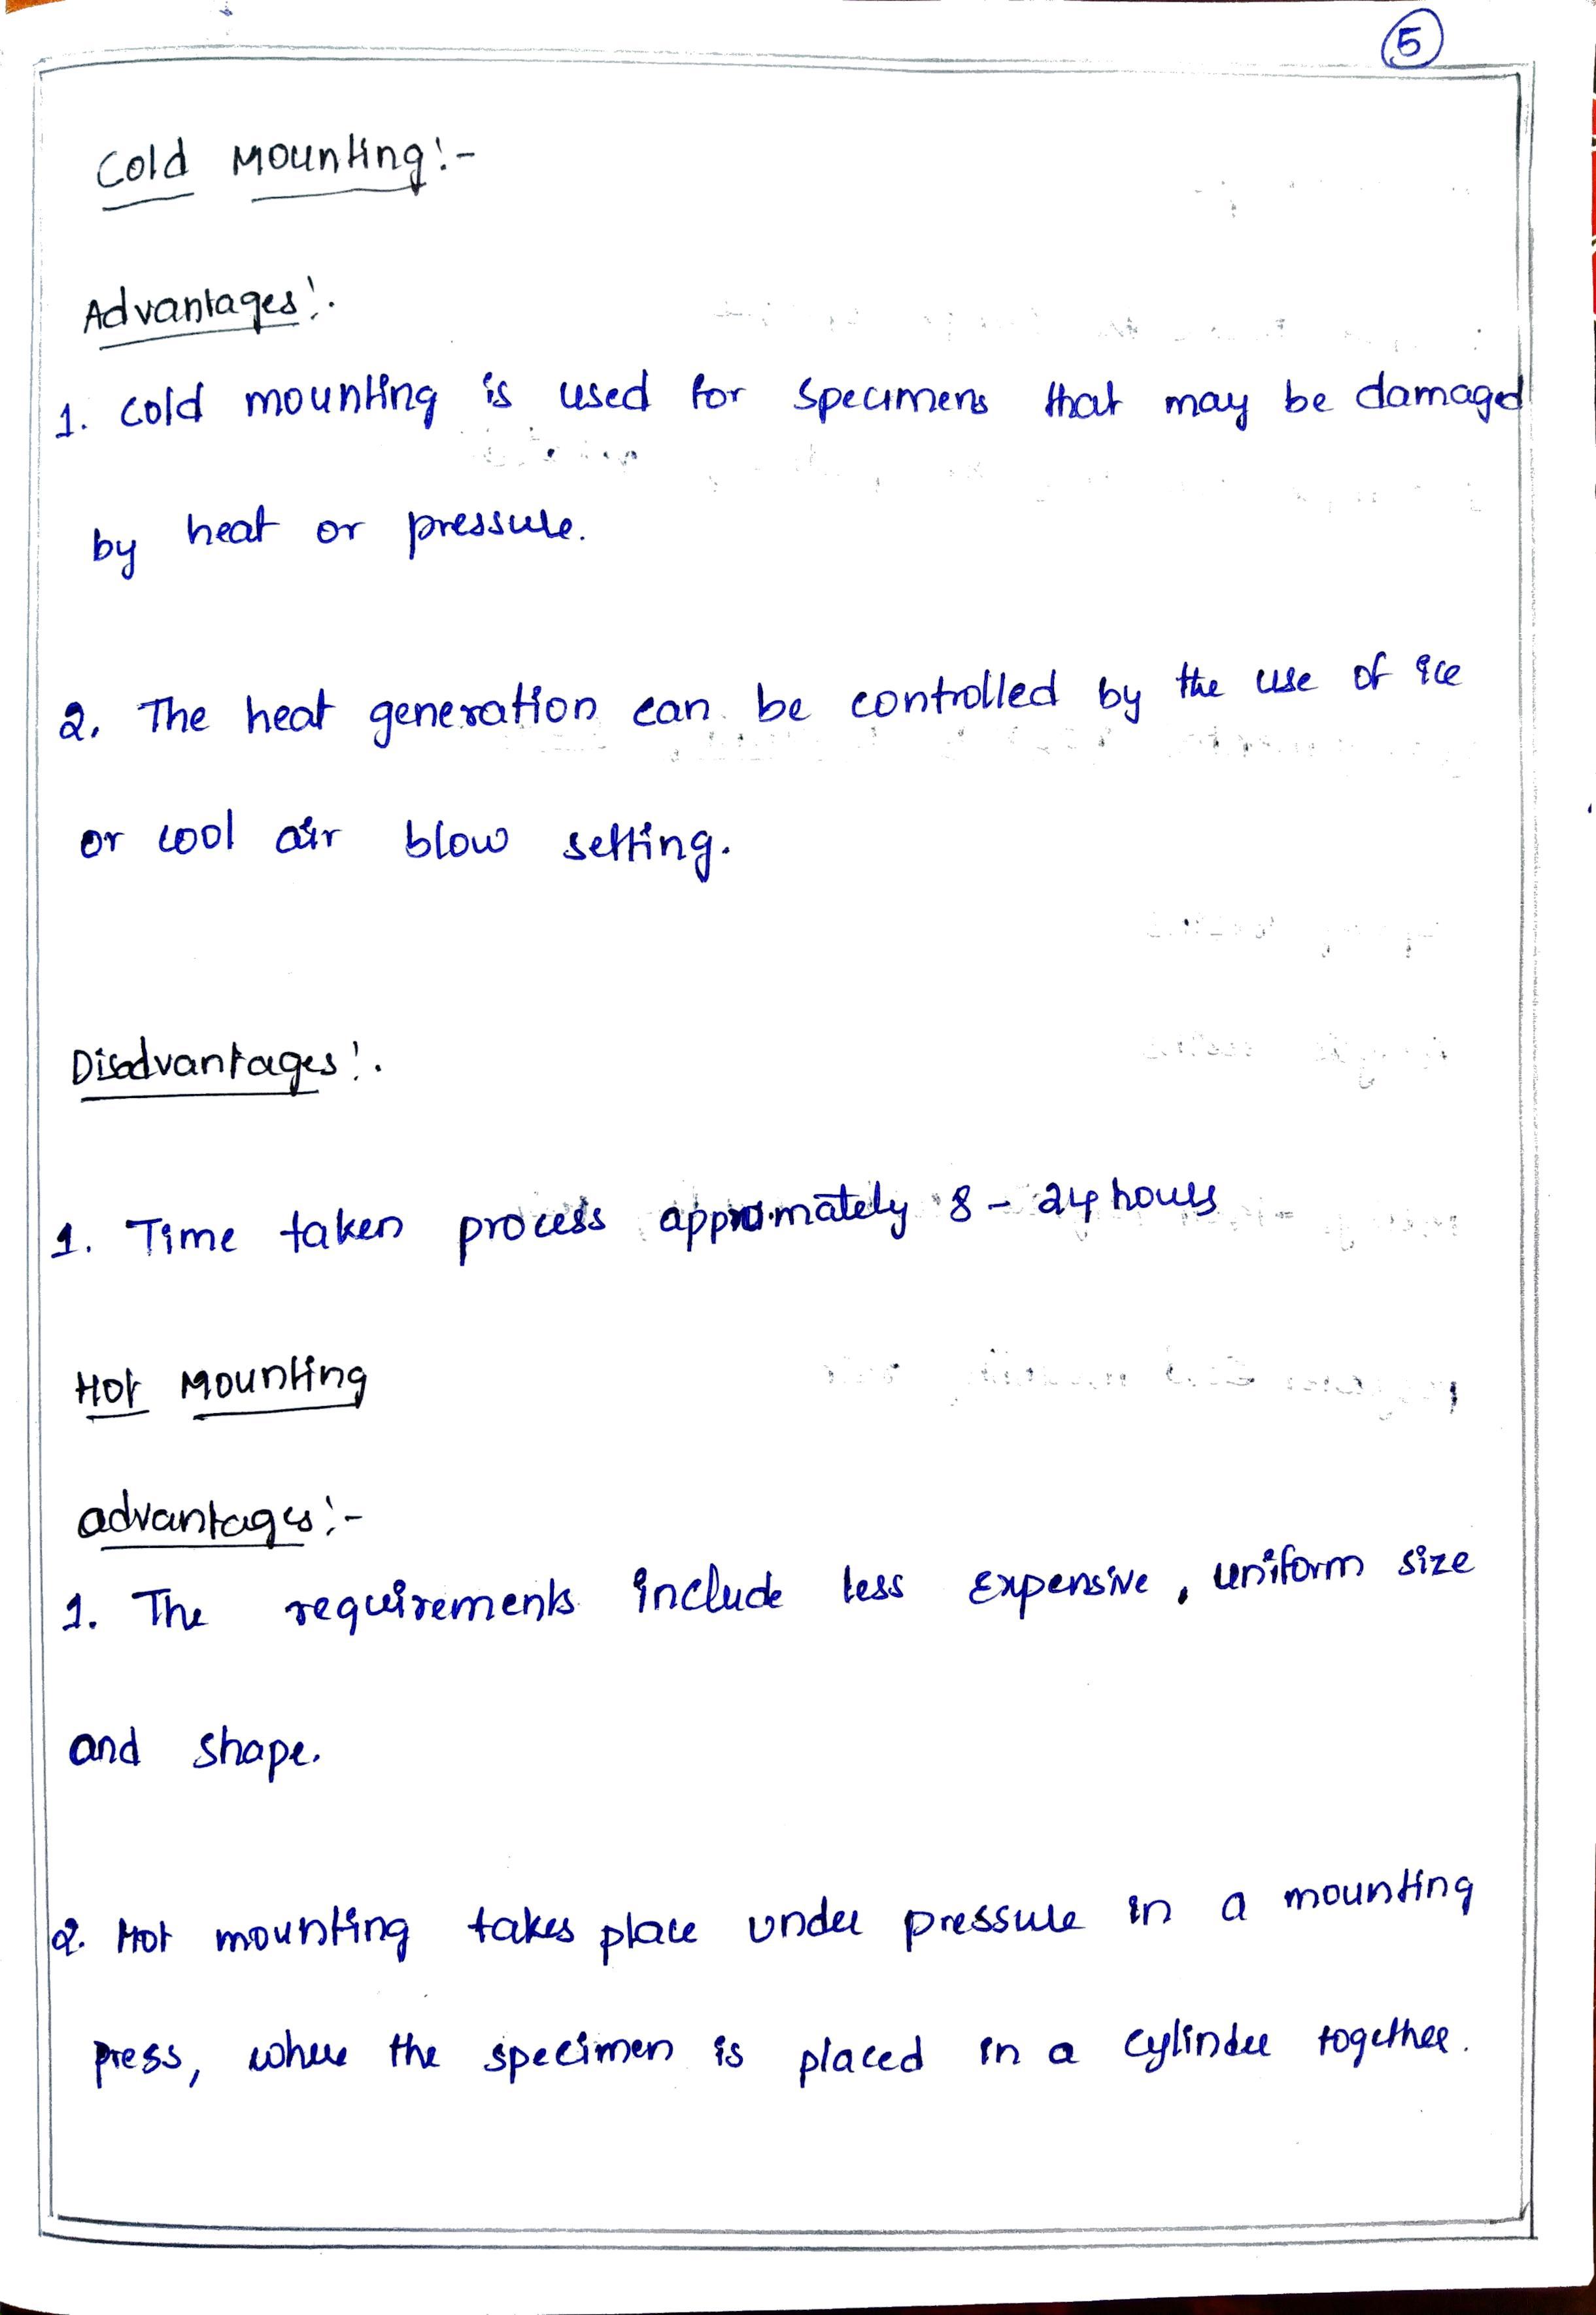 5
Cold Mounting:-
Advantages:.
1. cold mounting is used for specimens that may be damaged
by heat or pressure.
2. The heat generation can be controlled by the use of ice
or cool air blow setting.
Disadvantages:.
1. Time taken process approximately 8 - 24 hours
Hot Mounting
advantages:-
1. The requirements include less expensive, uniform size
and shape.
2. Hot mounting takes place under pressure in a mounting
press, where the specimen is placed in a cylinder together.